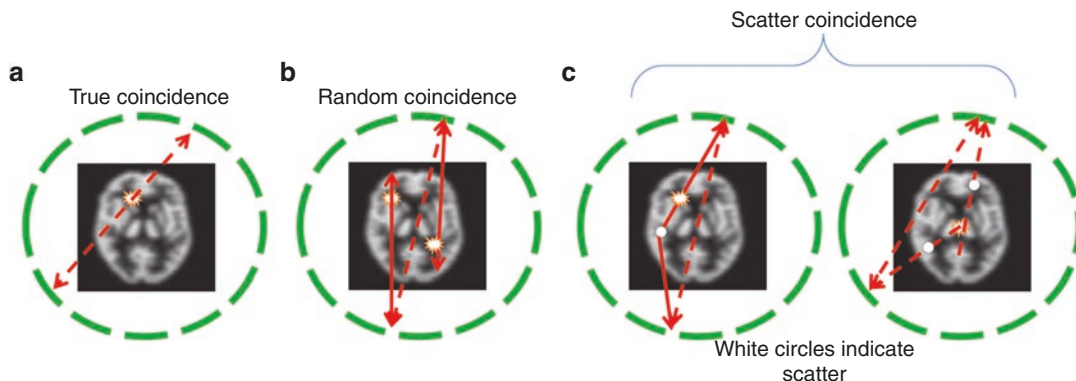 Scatter coincidence
a
b
c
True coincidence
Random coincidence
White circles indicate
scatter